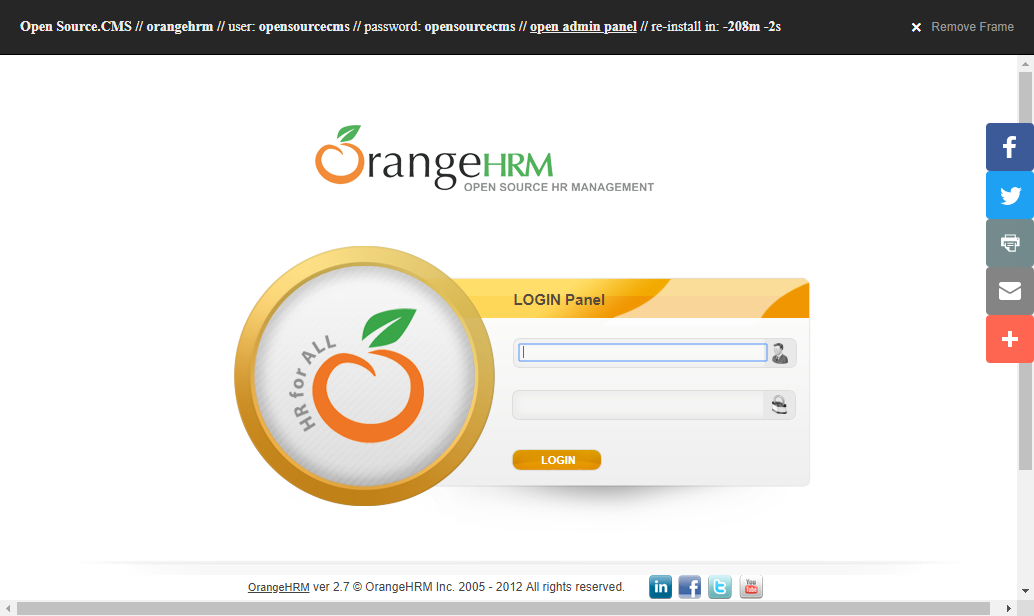 Open Source.CMS // orangehrm // user: opensourcecms // password: opensourcecms // open admin panel // re-install in: -208m -2s
× Remove Frame
OrangeHRM
OPEN SOURCE HR MANAGEMENT
HR for ALL
LOGIN Panel
LOGIN
OrangeHRM ver 2.7 © OrangeHRM Inc. 2005 - 2012 All rights reserved.
in
You Tube